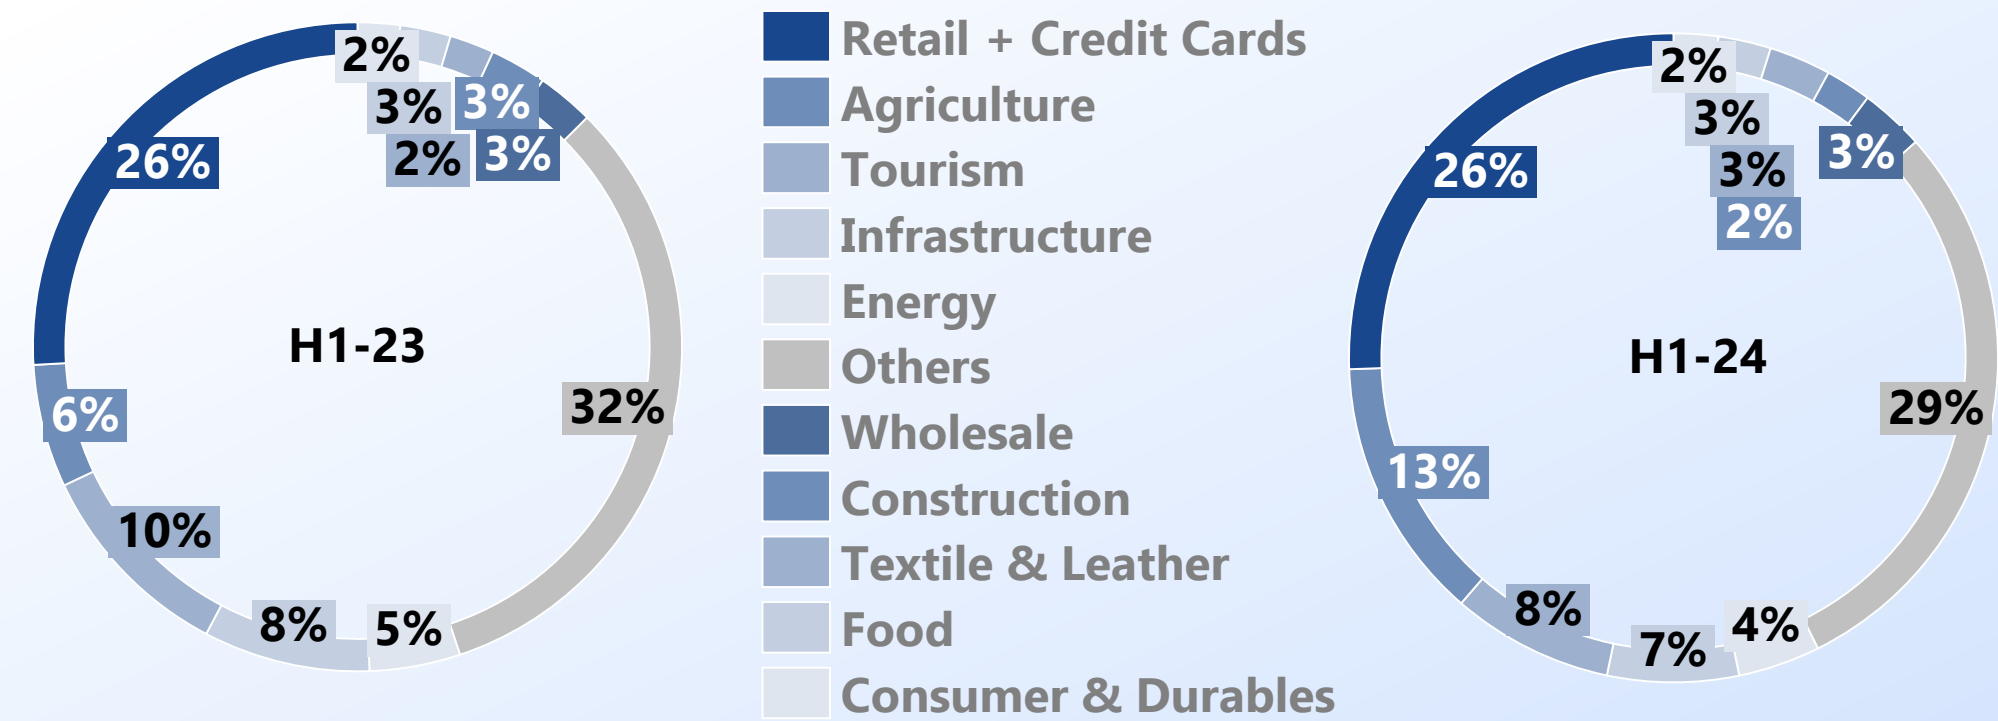 2%
3%
3%
2%
3%
26%
H1-23
6%
32%
10%
8%
5%
Retail + Credit Cards
Agriculture
Tourism
Infrastructure
Energy
Others
Wholesale
Construction
Textile & Leather
Food
Consumer & Durables
2%
3%
3%
3%
2%
26%
H1-24
29%
13%
8%
7%
4%